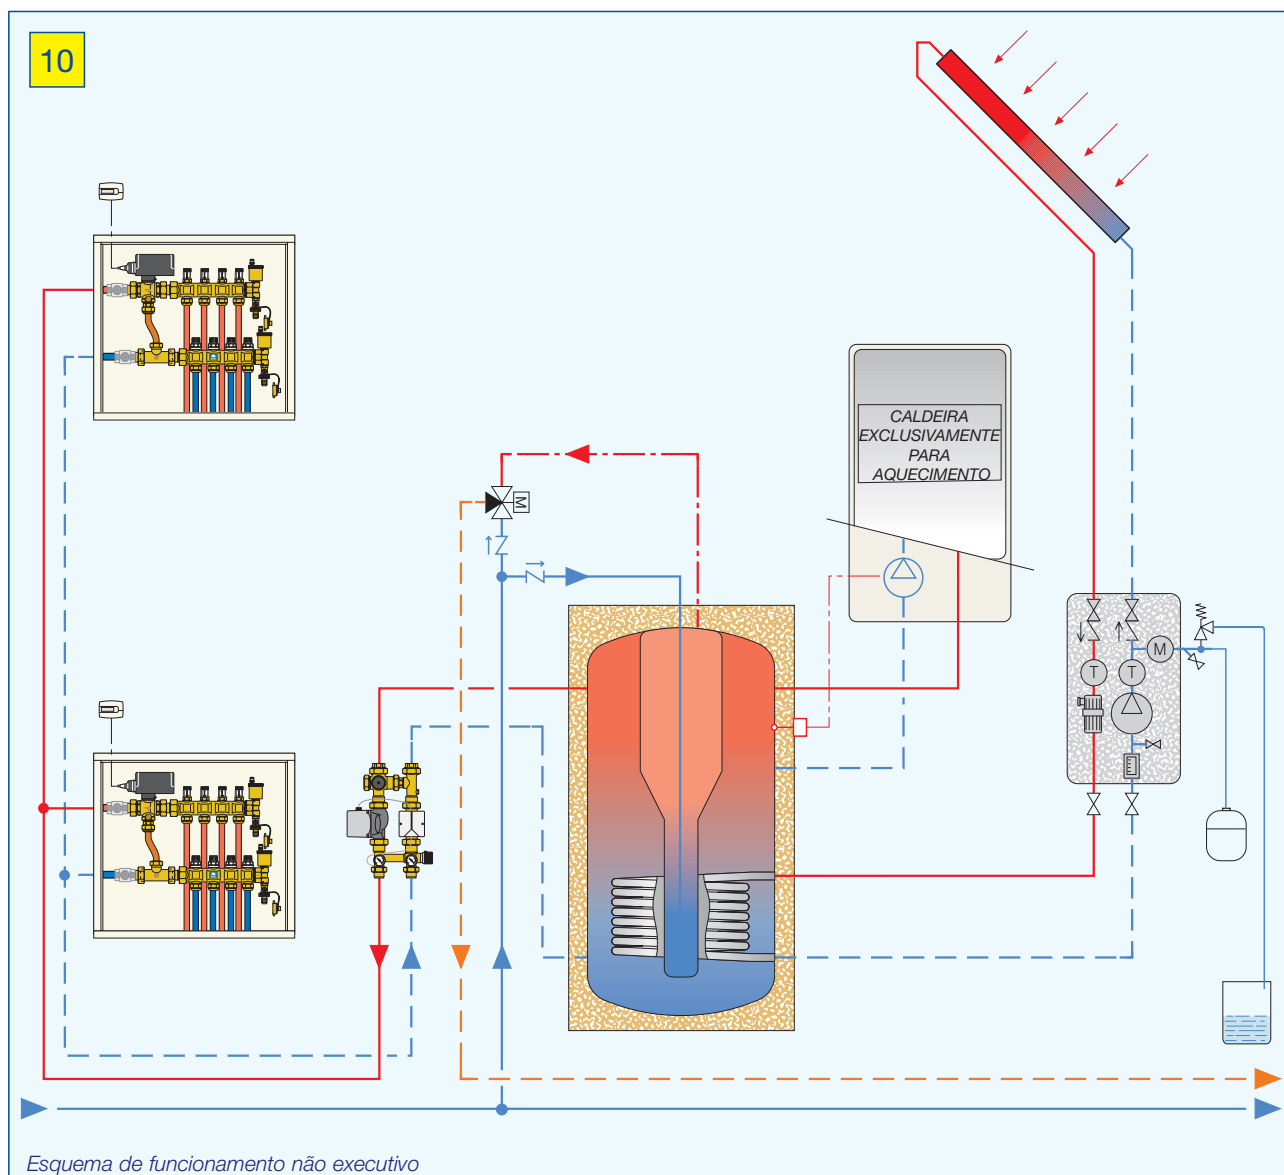 10
CALDEIRA
EXCLUSIVAMENTE
PARA
AQUECIMENTO
M
M
T
T
Esquema de funcionamento não executivo